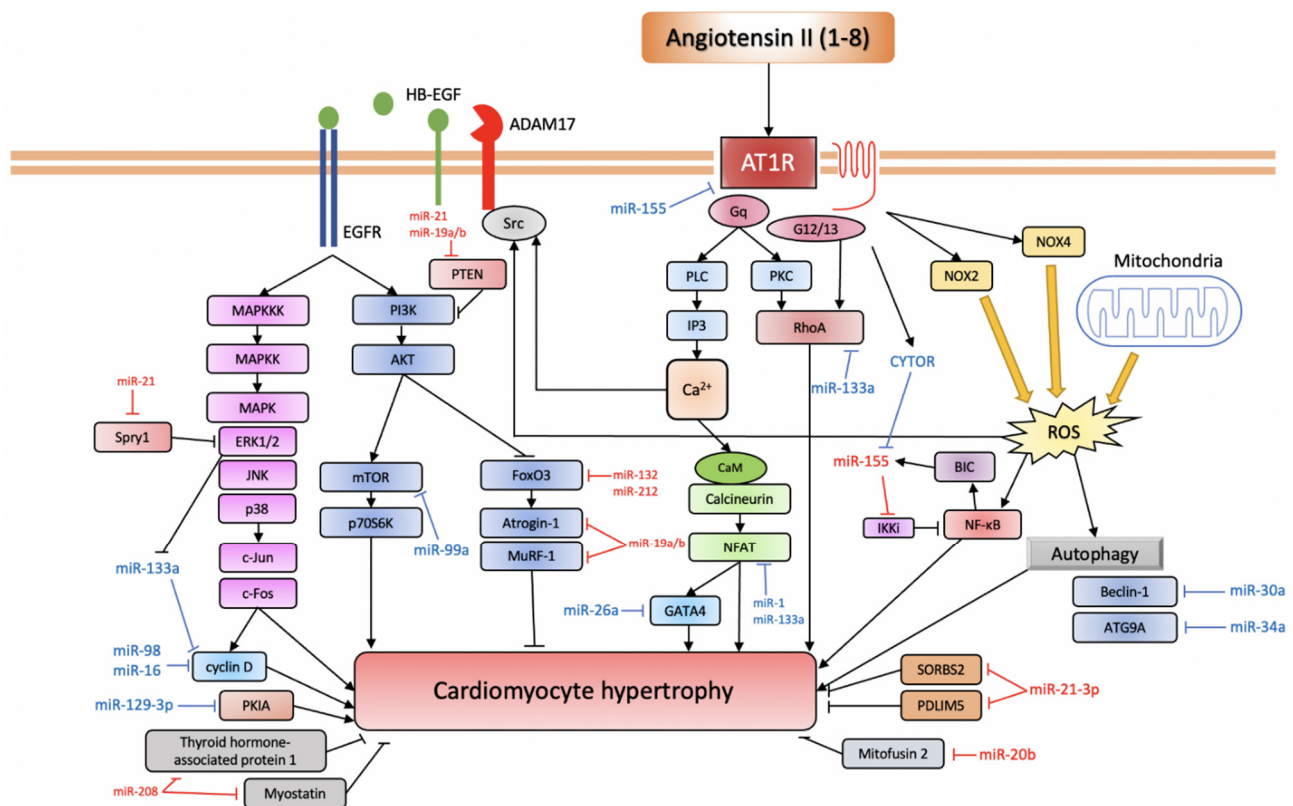 Angiotensin II (1-8)
HB-EGF
ADAM17
AT1R
miR-155
Gq
G12/13
miR-21
miR-19a/b
Src
EGFR
PTEN
NOX4
NOX2
Mitochondria
PLC
PKC
MAPKKK
PI3K
IP3
RhoA
MAPKK
AKT
CYTOR
miR-133a
Ca2+
miR-21
MAPK
Spry1
ERK1/2
ROS
JNK
mTOR
FoxO3
miR-132
miR-212
CaM
Calcineurin
miR-155
BIC
p38
p70S6K
Atrogin-1
IKKi
NF-κB
miR-99a
MuRF-1
miR-19a/b
NFAT
c-Jun
Autophagy
miR-133a
c-Fos
miR-26a
GATA4
miR-1
miR-133a
Beclin-1
miR-30a
ATG9A
miR-34a
miR-98
miR-16
cyclin D
Cardiomyocyte hypertrophy
SORBS2
miR-21-3p
PDLIM5
miR-129-3p
PKIA
Thyroid hormone-
associated protein 1
Mitofusin 2
miR-20b
miR-208
Myostatin